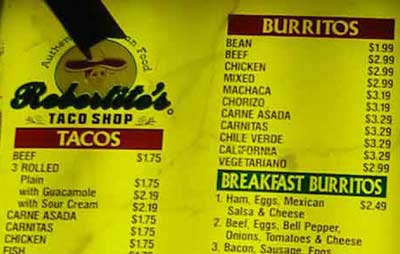 Authen an Food
Robertito's
TACO SHOP
TACOS
BEEF $1.75
3 ROLLED
Plain $1.75
with Guacamole $2.19
with Sour Cream $2.19
CARNE ASADA $1.75
CARNITAS $1.75
CHICKEN $1.75
FISH
BURRITOS
BEAN $1.99
BEEF $2.99
CHICKEN $2.99
MIXED $2.99
MACHACA $3.19
CHORIZO $3.19
CARNE ASADA $3.29
CARNITAS $3.29
CHILE VERDE $3.29
CALIFORNIA $3.29
VEGETARIANO $2.99
BREAKFAST BURRITOS
1. Ham, Eggs, Mexican $2.49
Salsa & Cheese
2. Beef, Eggs, Bell Pepper,
Onions, Tomatoes & Cheese
3. Bacon, Sausage, Eggs